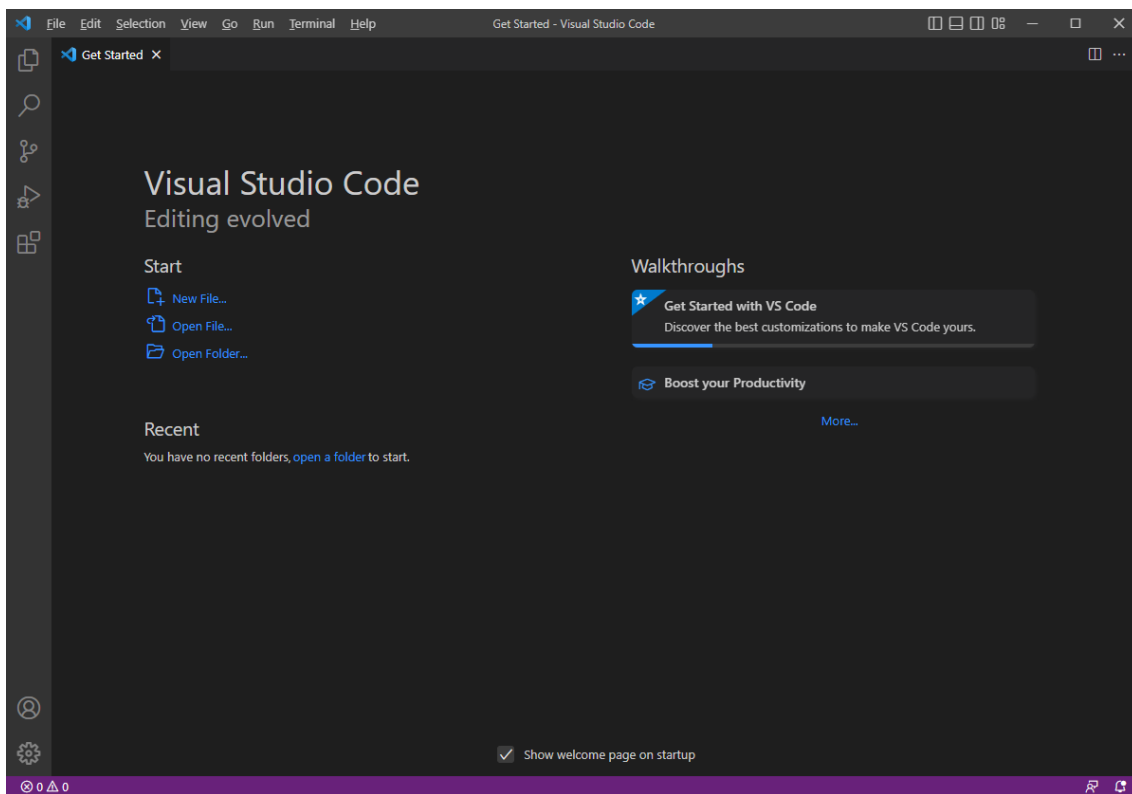 File Edit Selection View Go Run Terminal Help
Get Started - Visual Studio Code
Get Started
Visual Studio Code
Editing evolved
Start
New File...
Open File...
Open Folder...
Recent
You have no recent folders, open a folder to start.
Walkthroughs
Get Started with VS Code
Discover the best customizations to make VS Code yours.
Boost your Productivity
More...
Show welcome page on startup
0 0